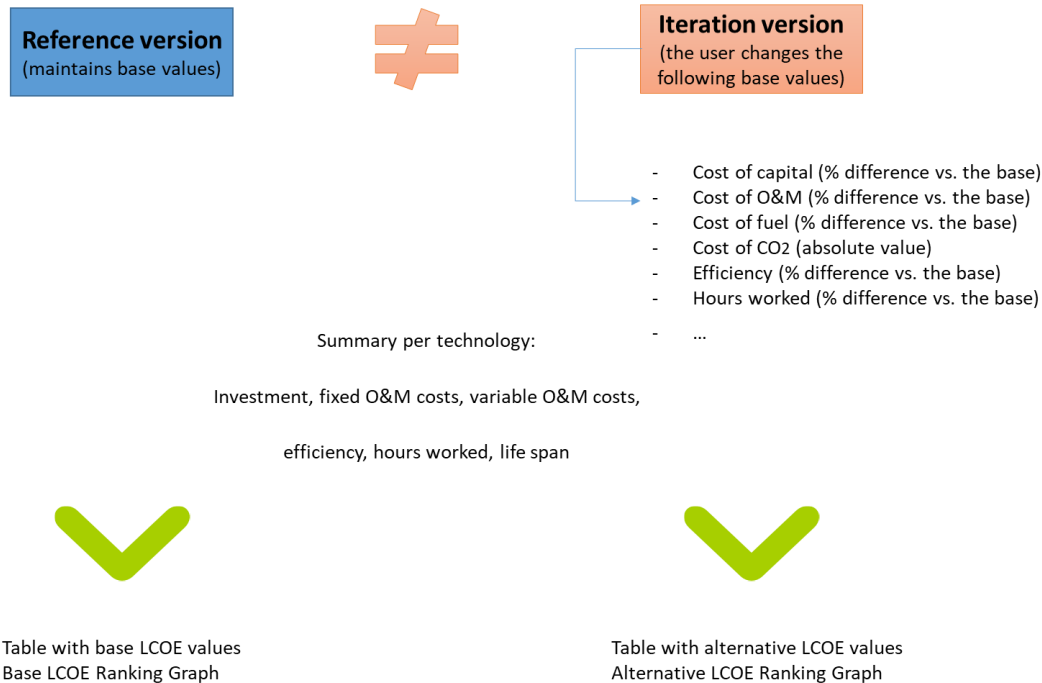 Reference version
(maintains base values)
Iteration version
(the user changes the
following base values)
- Cost of capital (% difference vs. the base)
- Cost of O&M (% difference vs. the base)
- Cost of fuel (% difference vs. the base)
- Cost of CO2 (absolute value)
- Efficiency (% difference vs. the base)
- Hours worked (% difference vs. the base)
- ...
Summary per technology:
Investment, fixed O&M costs, variable O&M costs,
efficiency, hours worked, life span
Table with base LCOE values
Base LCOE Ranking Graph
Table with alternative LCOE values
Alternative LCOE Ranking Graph